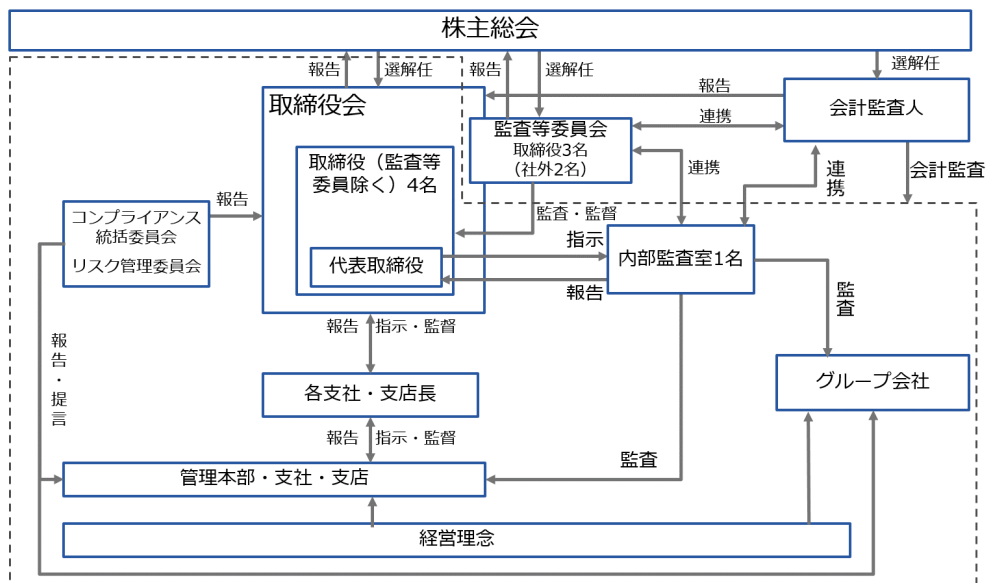 株主総会
報告
選解任
報告
選解任
選解任
取締役会
報告
会計監査人
監査等委員会
取締役3名
(社外2名)
連携
取締役（監査等
委員除く）4名
連携
連携
会計監査
報告
コンプライアンス
統括委員会
リスク管理委員会
監査・監督
指示
内部監査室1名
代表取締役
報告
監査
報告
指示・監督
報告・提言
グループ会社
各支社・支店長
報告
指示・監督
監査
管理本部・支社・支店
経営理念